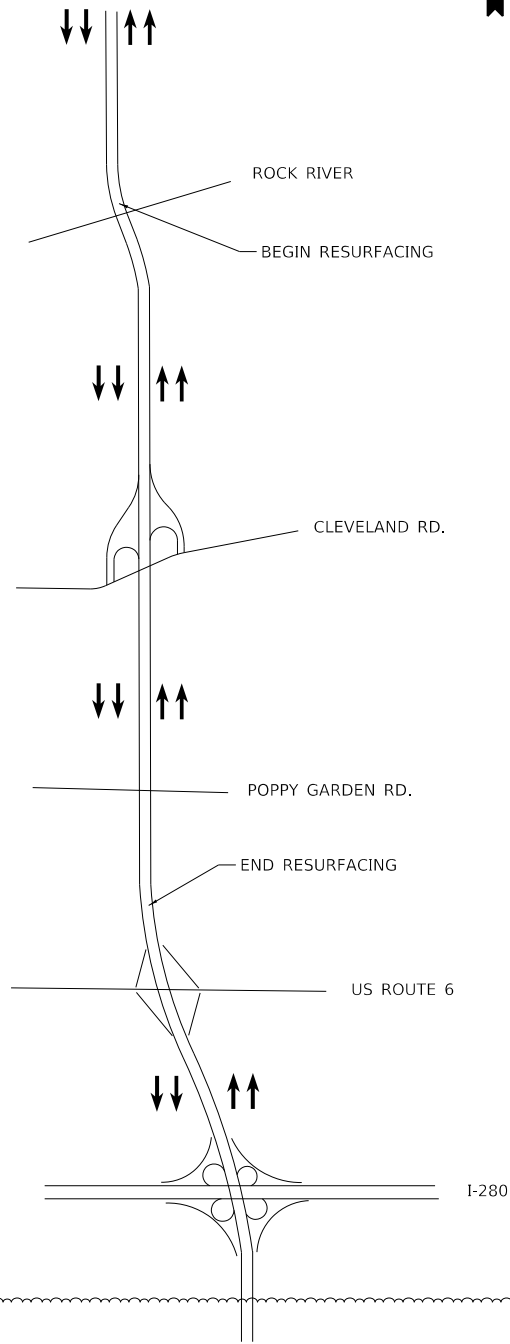 ROCK RIVER
BEGIN RESURFACING
CLEVELAND RD.
POPPY GARDEN RD.
END RESURFACING
US ROUTE 6
I-280